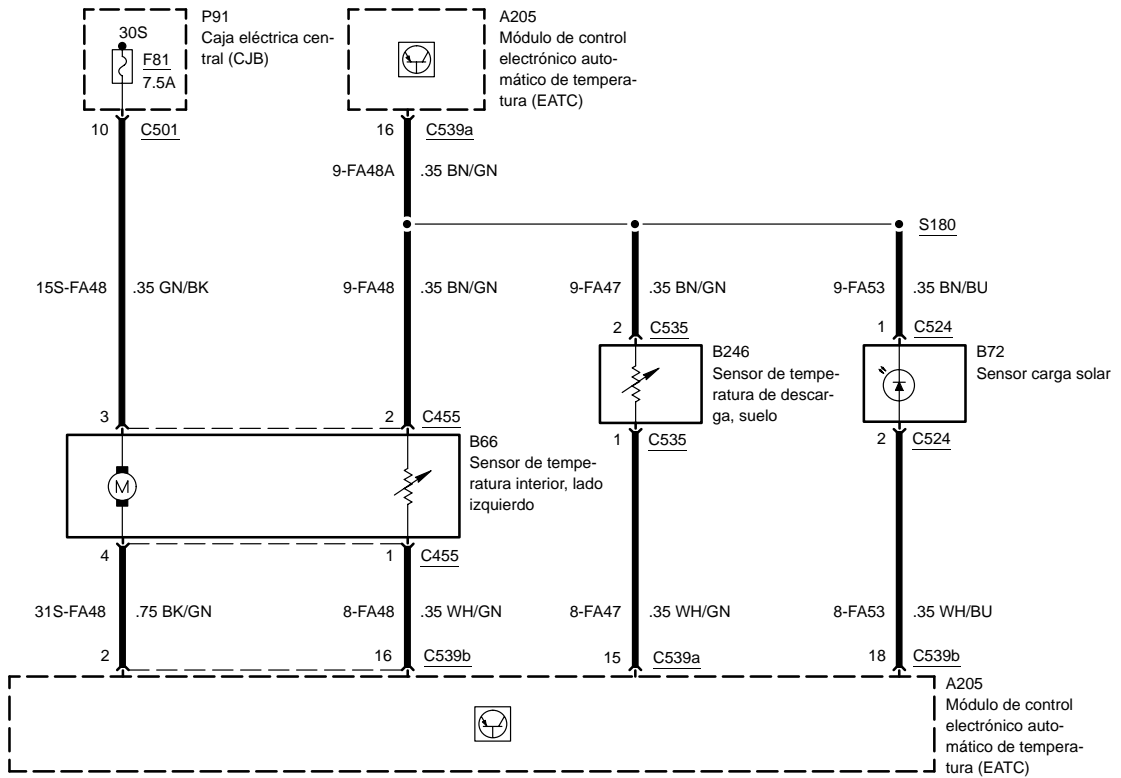 P91
Caja eléctrica cen-
tral (CJB)
30S
F81
7.5A
A205
Módulo de control
electrónico auto-
mático de tempera-
tura (EATC)
10 C501
16 C539a
9-FA48A .35 BN/GN
S180
15S-FA48 .35 GN/BK
9-FA48 .35 BN/GN
9-FA47 .35 BN/GN
9-FA53 .35 BN/BU
2 C535
1 C524
B246
Sensor de tempe-
ratura de descar-
ga, suelo
B72
Sensor carga solar
3
2 C455
1 C535
2 C524
B66
Sensor de tempe-
ratura interior, lado
izquierdo
M
4
1 C455
31S-FA48 .75 BK/GN
8-FA48 .35 WH/GN
8-FA47 .35 WH/GN
8-FA53 .35 WH/BU
2
16 C539b
15 C539a
18 C539b
A205
Módulo de control
electrónico auto-
mático de tempera-
tura (EATC)